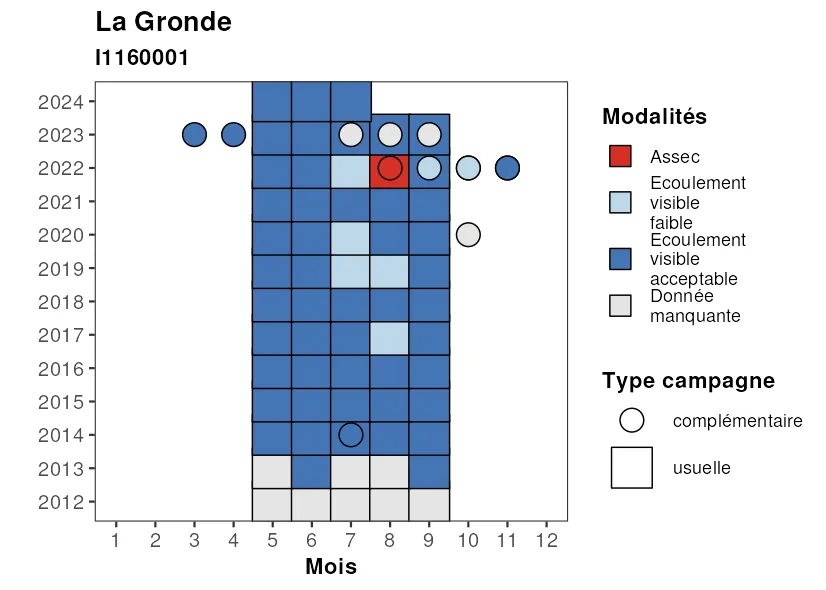 La Gronde
I1160001
2024
2023
2022
2021
2020
2019
2018
2017
2016
2015
2014
2013
2012
1 2 3 4 5 6 7 8 9 10 11 12
Mois
Modalités
Assec
Ecoulement
visible
faible
Ecoulement
visible
acceptable
Donnée
manquante
Type campagne
complémentaire
usuelle